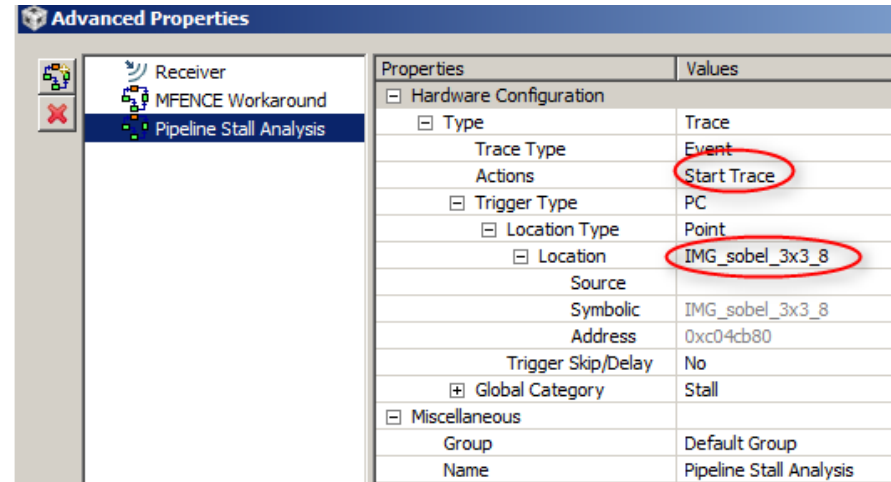 Advanced Properties
Receiver
MFENCE Workaround
Pipeline Stall Analysis
Properties Values
Hardware Configuration
Type Trace
Trace Type Event
Actions Start Trace
Trigger Type PC
Location Type Point
Location IMG_sobel_3x3_8
Source
Symbolic IMG_sobel_3x3_8
Address 0xc04cb80
Trigger Skip/Delay No
Global Category Stall
Miscellaneous
Group Default Group
Name Pipeline Stall Analysis